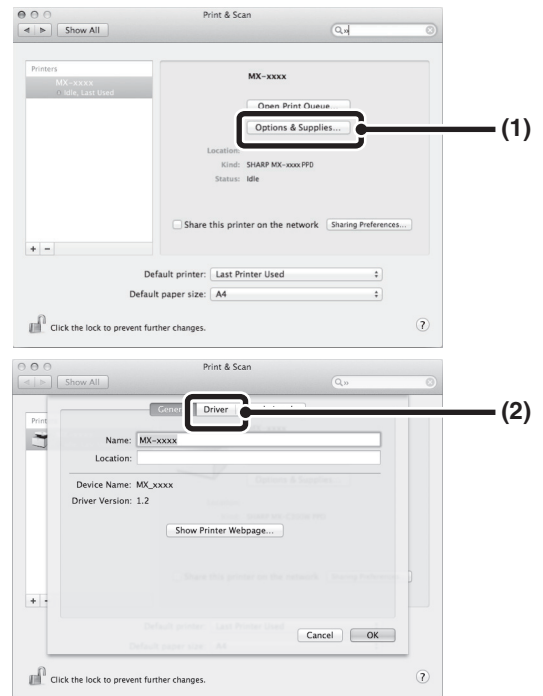 Print & Scan
Show All
Printers
MX-xxxx
Idle, Last Used
MX-xxxx
Open Print Queue...
Options & Supplies...
(1)
Location:
Kind: SHARP MX-xxxx PPD
Status: Idle
Share this printer on the network Sharing Preferences...
+ -
Default printer: Last Printer Used
Default paper size: A4
Click the lock to prevent further changes. ?
Print & Scan
Show All
Driver
(2)
Name: MX-xxxx
Location:
Device Name: MX_xxxx
Driver Version: 1.2
Show Printer Webpage...
Cancel OK
Click the lock to prevent further changes. ?